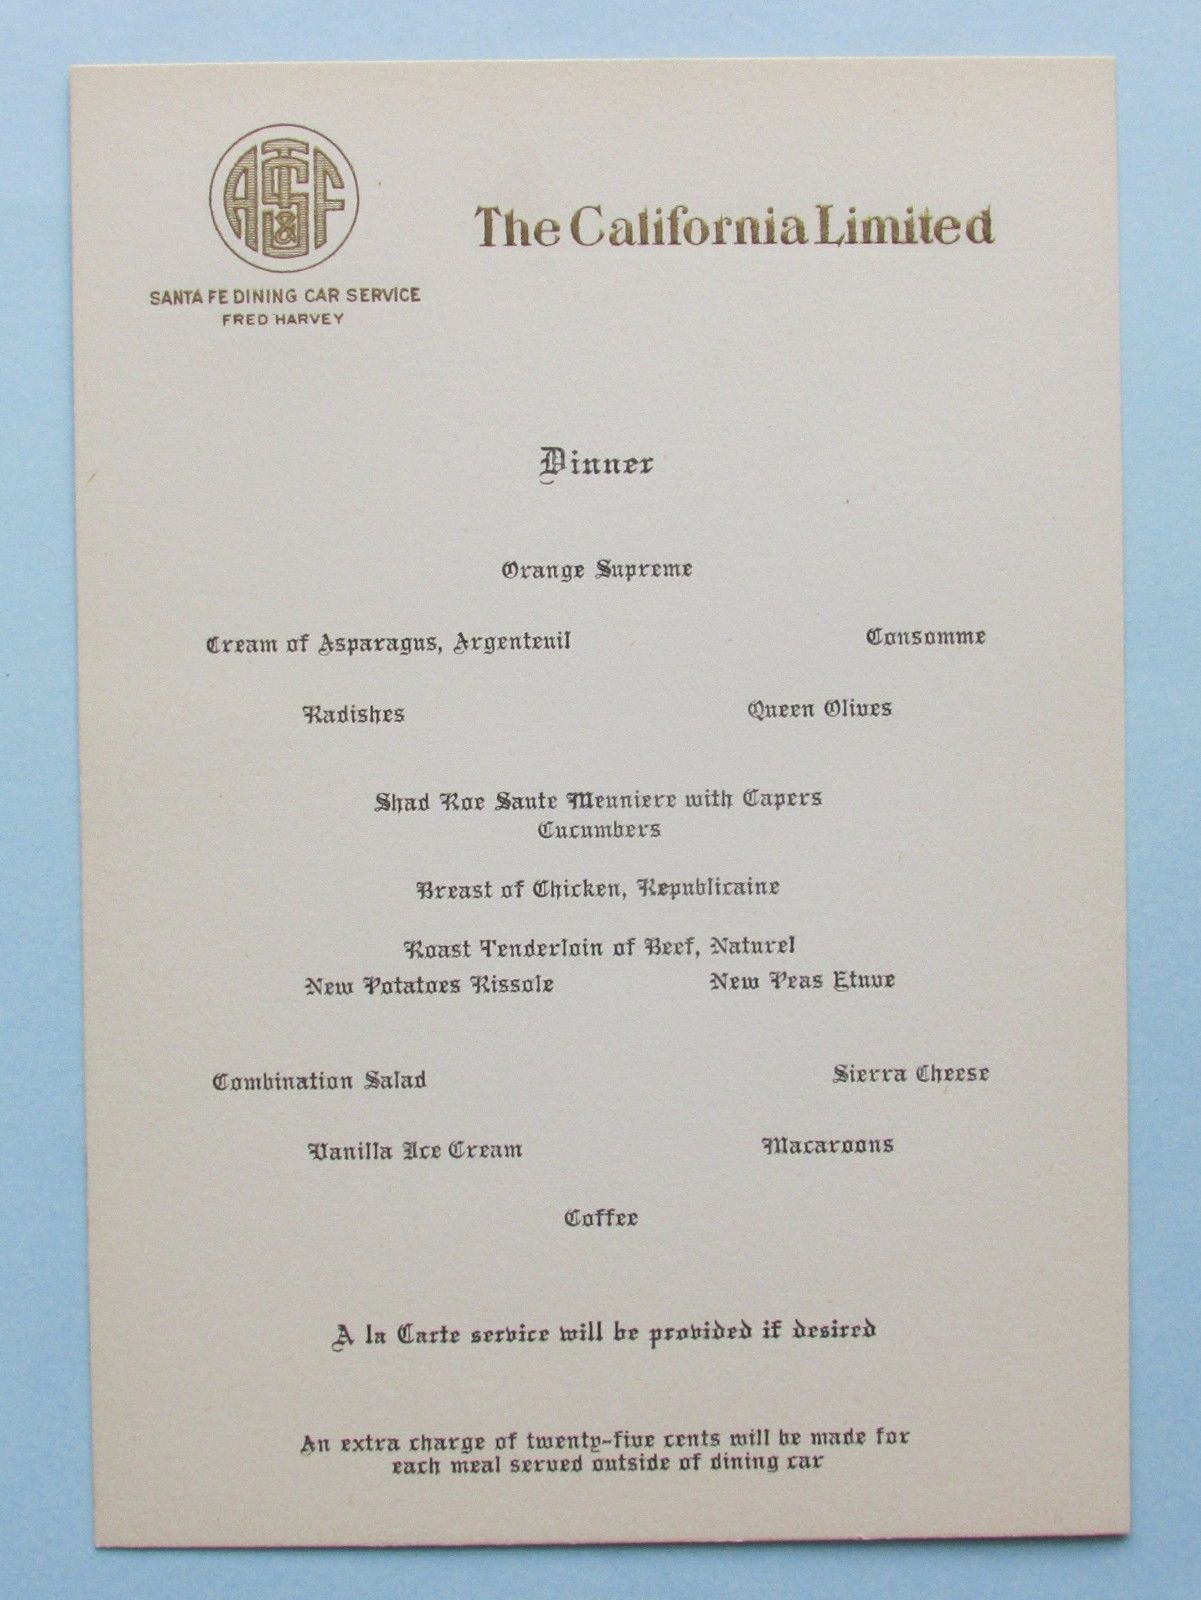 AT&SF
SANTA FE DINING CAR SERVICE
FRED HARVEY
The California Limited
Dinner
Orange Supreme
Cream of Asparagus, Argenteuil
Consomme
Radishes
Queen Olives
Shad Roe Saute Meuniere with Capers
Cucumbers
Breast of Chicken, Republicaine
Roast Tenderloin of Beef, Naturel
New Potatoes Rissole
New Peas Etuve
Combination Salad
Sierra Cheese
Vanilla Ice Cream
Macaroons
Coffee
A la Carte service will be provided if desired
An extra charge of twenty-five cents will be made for
each meal served outside of dining car